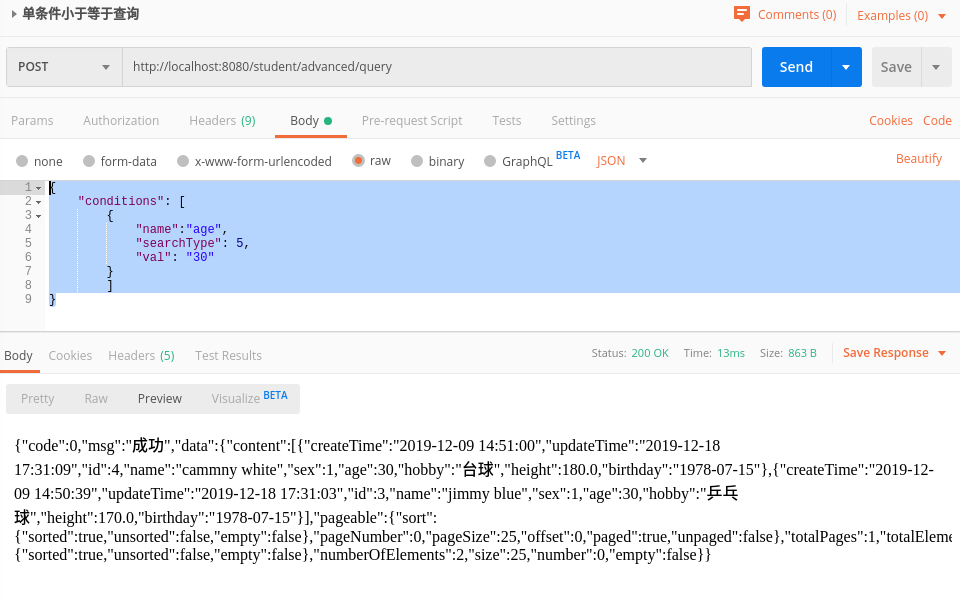 单条件小于等于查询
Comments (0)
Examples (0)
POST
http://localhost:8080/student/advanced/query
Send
Save
Params
Authorization
Headers (9)
Body
Pre-request Script
Tests
Settings
Cookies
Code
none
form-data
x-www-form-urlencoded
raw
binary
GraphQL BETA
JSON
Beautify
1 {
2 "conditions": [
3 {
4 "name":"age",
5 "searchType": 5,
6 "val": "30"
7 }
8 ]
9 }
Body
Cookies
Headers (5)
Test Results
Status: 200 OK
Time: 13ms
Size: 863 B
Save Response
Pretty
Raw
Preview
Visualize BETA
{"code":0,"msg":"成功","data":{"content":[{"createTime":"2019-12-09 14:51:00","updateTime":"2019-12-18
17:31:09","id":4,"name":"cammny white","sex":1,"age":30,"hobby":"台球","height":180.0,"birthday":"1978-07-15"},{"createTime":"2019-12-
09 14:50:39","updateTime":"2019-12-18 17:31:03","id":3,"name":"jimmy blue","sex":1,"age":30,"hobby":"乒乓
球","height":170.0,"birthday":"1978-07-15"}],"pageable":{"sort":
{"sorted":true,"unsorted":false,"empty":false},"pageNumber":0,"pageSize":25,"offset":0,"paged":true,"unpaged":false},"totalPages":1,"totalEleme
{"sorted":true,"unsorted":false,"empty":false},"numberOfElements":2,"size":25,"number":0,"empty":false}}